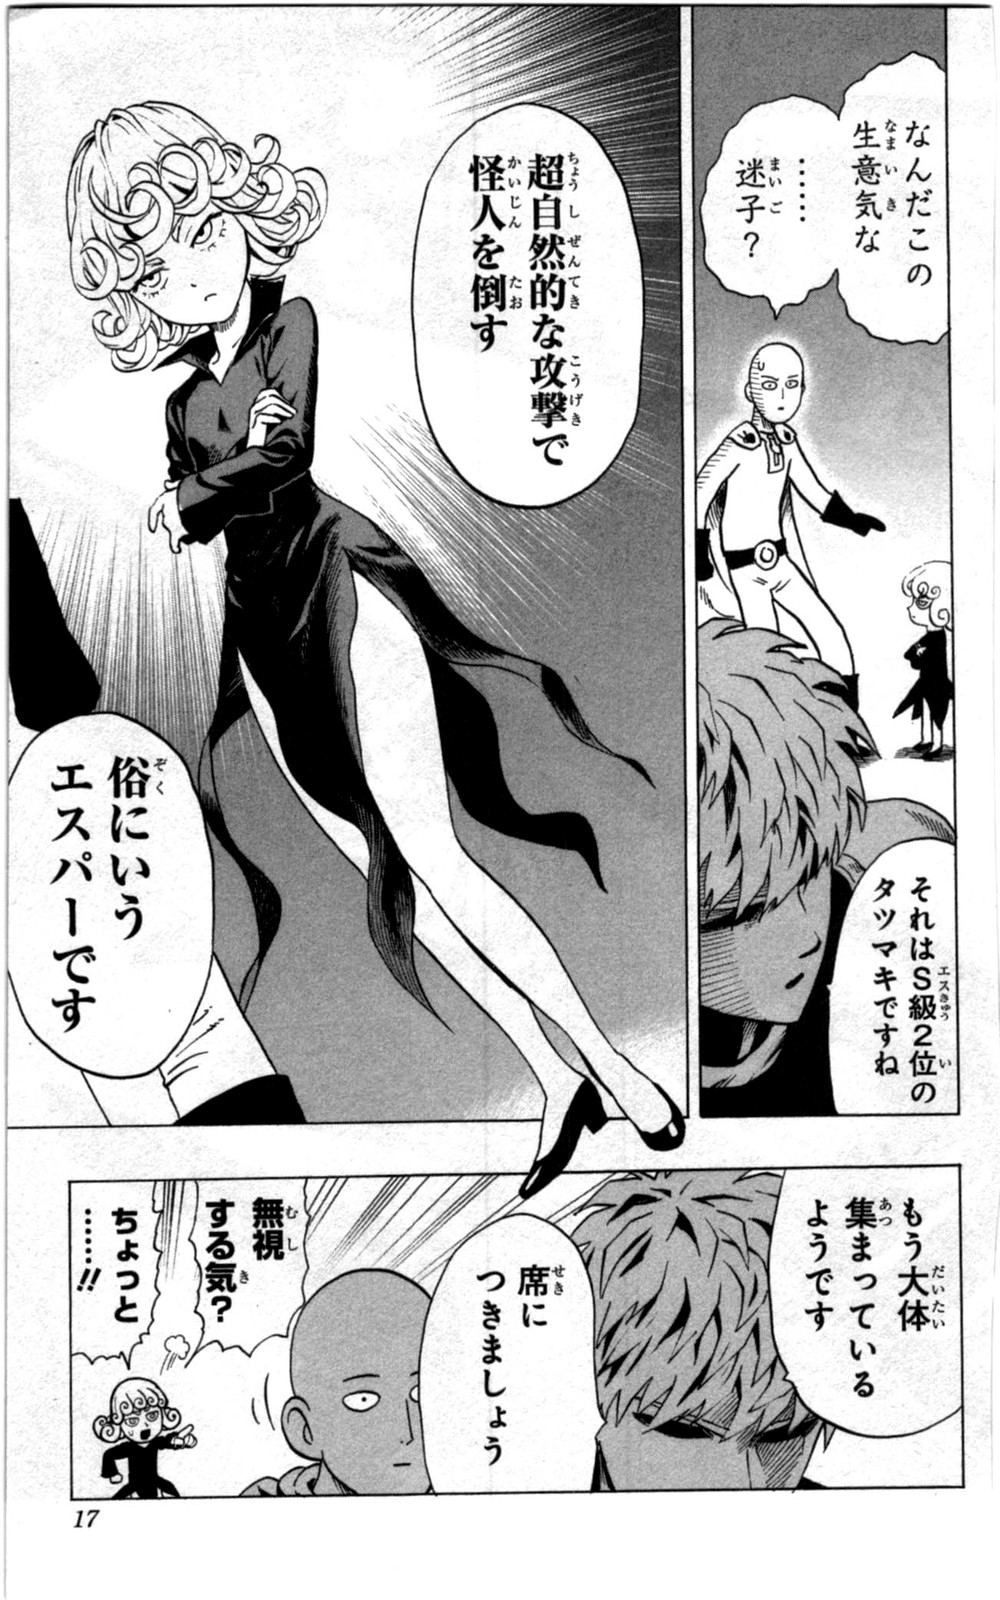 なんだこの
生意気な
……
迷子？
それはS級2位の
タツマキですね
超自然的な攻撃で
怪人を倒す
俗にいう
エスパーです
もう大体
集まっている
ようです
席に
つきましょう
無視
する気？
ちょっと
……!!
17